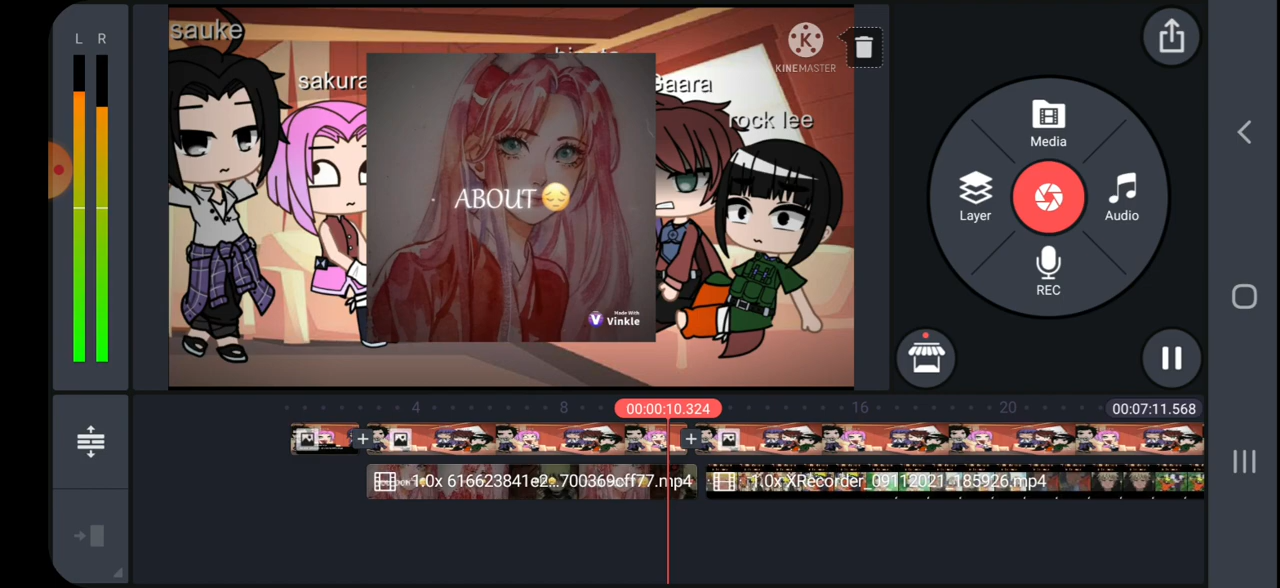 L R
sauke
sakura
Gaara
rock lee
KINEMASTER
ABOUT 😔
Made With
Vinkle
Media
Layer
Audio
REC
4 8 00:00:10.324 16 20 00:07:11.568
1.0x 616623841e2...700369cff77.mp4
1.0x XRecorder_09112021_185926.mp4